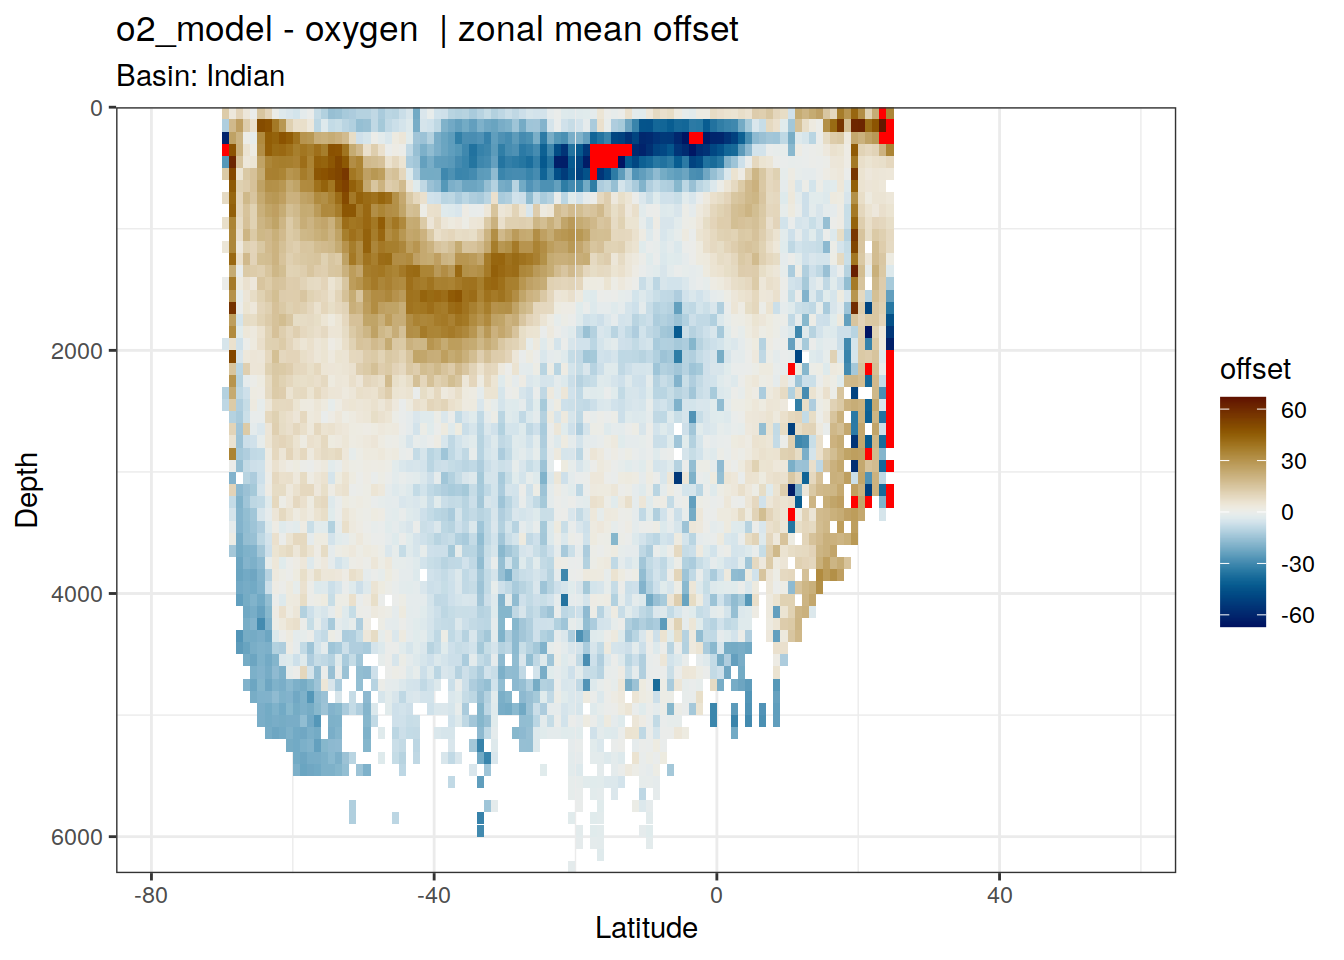 o2_model - oxygen  | zonal mean offset
Basin: Indian
0
2000
4000
6000
Depth
-80
-40
0
40
Latitude
offset
60
30
0
-30
-60